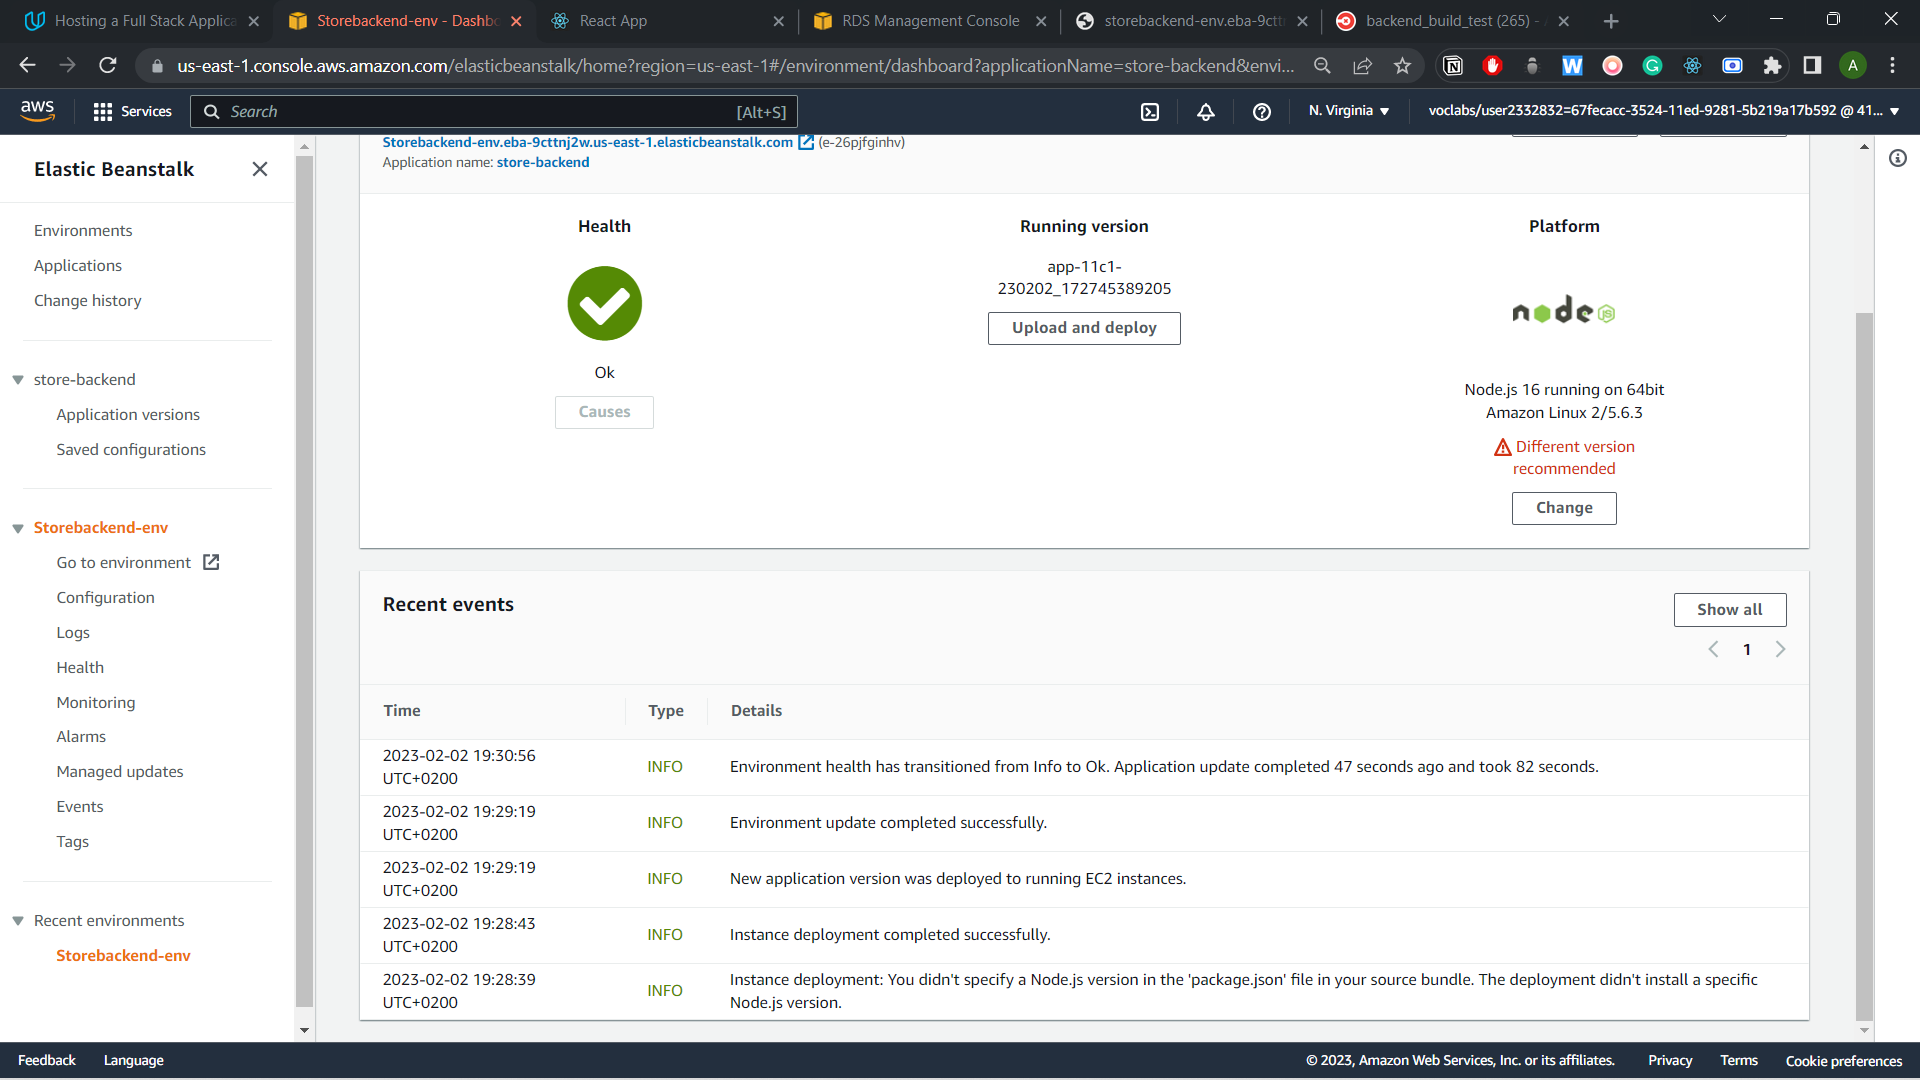 Hosting a Full Stack Applica
Storebackend-env - Dashbo
React App
RDS Management Console
storebackend-env.eba-9cttn
backend_build_test (265) -
us-east-1.console.aws.amazon.com/elasticbeanstalk/home?region=us-east-1#/environment/dashboard?applicationName=store-backend&envi...
A
aws
Services
Search
[Alt+S]
N. Virginia
voclabs/user2332832=67fecacc-3524-11ed-9281-5b219a17b592 @ 41...
Elastic Beanstalk
Environments
Applications
Change history
store-backend
Application versions
Saved configurations
Storebackend-env
Go to environment
Configuration
Logs
Health
Monitoring
Alarms
Managed updates
Events
Tags
Recent environments
Storebackend-env
Storebackend-env.eba-9cttnj2w.us-east-1.elasticbeanstalk.com (e-26pjfginhv)
Application name: store-backend
Health
Ok
Causes
Running version
app-11c1-
230202_172745389205
Upload and deploy
Platform
node JS
Node.js 16 running on 64bit
Amazon Linux 2/5.6.3
Different version
recommended
Change
Recent events
Show all
1
Time Type Details
2023-02-02 19:30:56
UTC+0200
INFO
Environment health has transitioned from Info to Ok. Application update completed 47 seconds ago and took 82 seconds.
2023-02-02 19:29:19
UTC+0200
INFO
Environment update completed successfully.
2023-02-02 19:29:19
UTC+0200
INFO
New application version was deployed to running EC2 instances.
2023-02-02 19:28:43
UTC+0200
INFO
Instance deployment completed successfully.
2023-02-02 19:28:39
UTC+0200
INFO
Instance deployment: You didn't specify a Node.js version in the 'package.json' file in your source bundle. The deployment didn't install a specific
Node.js version.
Feedback
Language
© 2023, Amazon Web Services, Inc. or its affiliates.
Privacy
Terms
Cookie preferences